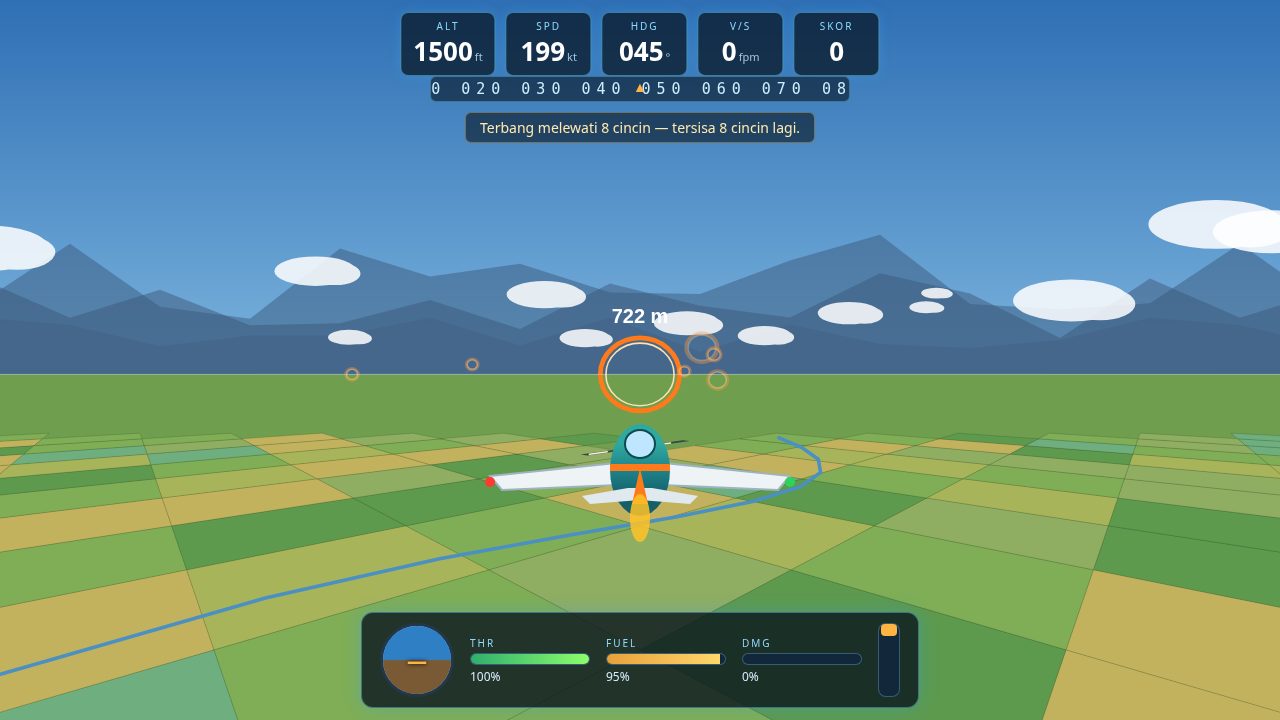 ALT SPD HDG V/S SKOR
1500 ft 199 kt 045 ° 0 fpm 0
0 020 030 040 050 060 070 08
Terbang melewati 8 cincin — tersisa 8 cincin lagi.
722 m
THR FUEL DMG
100% 95% 0%